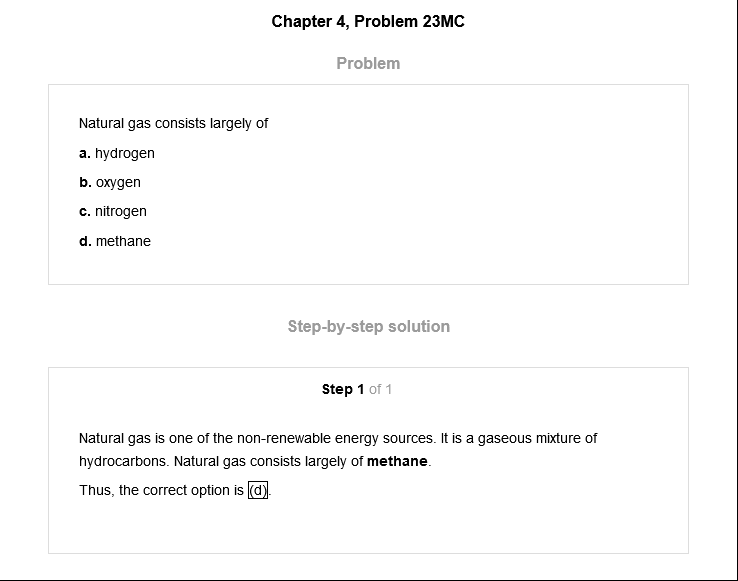 Chapter 4, Problem 23MC
Problem
Natural gas consists largely of
a. hydrogen
b. oxygen
c. nitrogen
d. methane
Step-by-step solution
Step 1 of 1
Natural gas is one of the non-renewable energy sources. It is a gaseous mixture of
hydrocarbons. Natural gas consists largely of methane.
Thus, the correct option is (d).